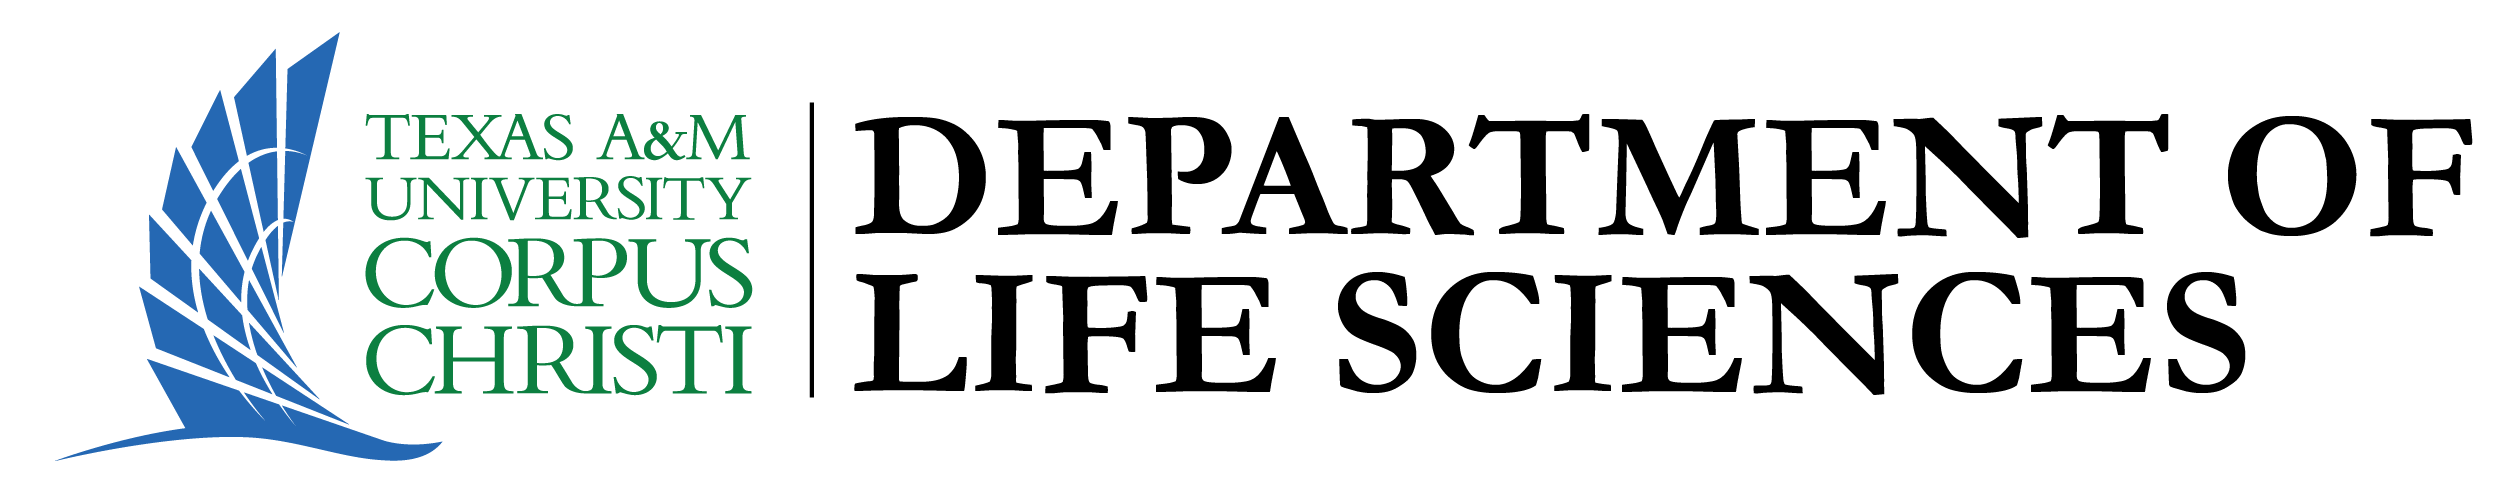 TEXAS A&M
UNIVERSITY
CORPUS
CHRISTI
DEPARTMENT OF
LIFE SCIENCES